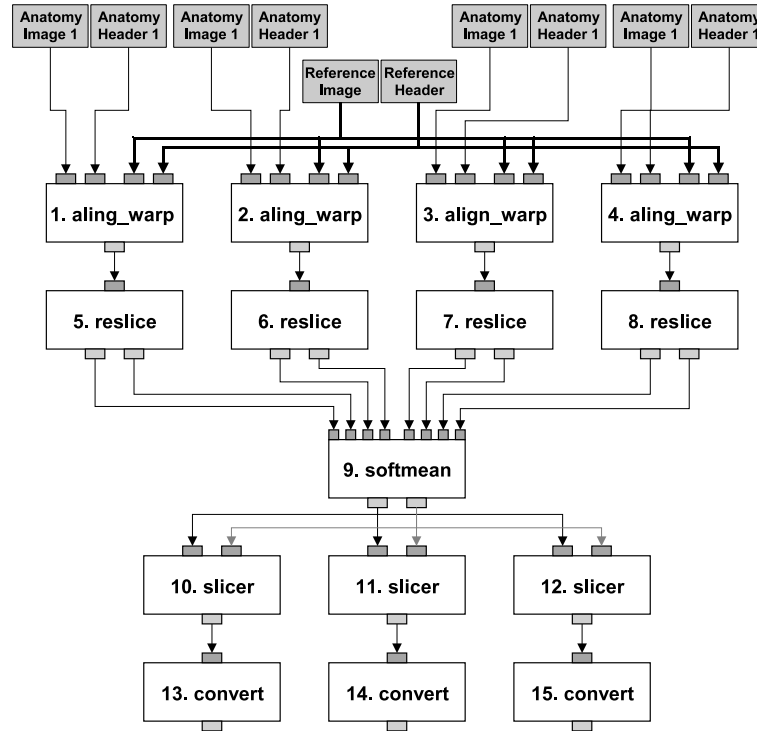 Anatomy
Image 1
Anatomy
Header 1
Anatomy
Image 1
Anatomy
Header 1
Anatomy
Image 1
Anatomy
Header 1
Anatomy
Image 1
Anatomy
Header 1
Reference
Image
Reference
Header
1. aling_warp
2. aling_warp
3. align_warp
4. aling_warp
5. reslice
6. reslice
7. reslice
8. reslice
9. softmean
10. slicer
11. slicer
12. slicer
13. convert
14. convert
15. convert